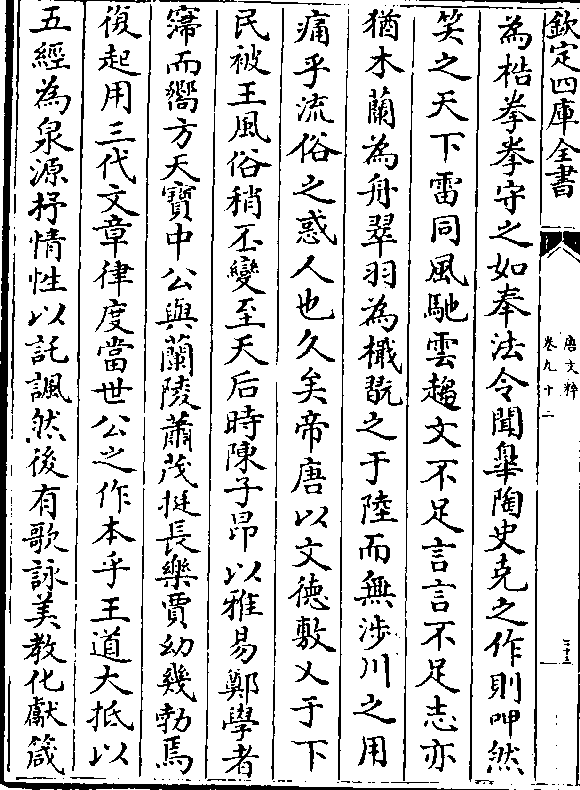 欽定四庫全書
唐文粹
卷九十二
為梏拳拳守之如奉法令聞臯陶史克之作則呷然
笑之天下雷同風馳雲趨文不足言言不足志亦
猶木蘭為舟翠羽為檝翫之于陸而無涉川之用
痛乎流俗之惑人也久矣帝唐以文德敷乂于下
民被王風俗稍丕變至天后時陳子昂以雅易鄭學者
寖而嚮方天寶中公與蘭陵蕭茂挺長樂賈幼幾勃焉
復起用三代文章律度當世公之作本乎王道大抵以
五經為泉源抒情性以託諷然後有歌詠美教化獻箴